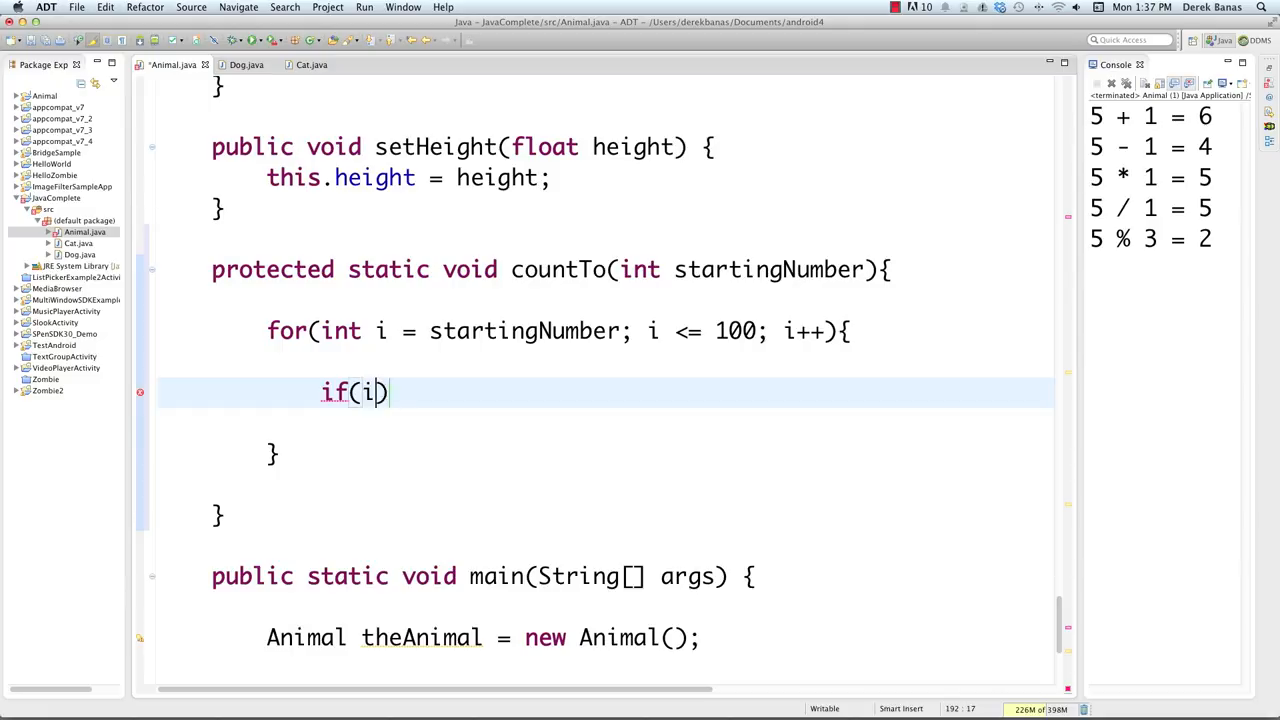 ADT File Edit Refactor Source Navigate Search Project Run Window Help
10 Mon 1:37 PM Derek Banas
Java – JavaComplete/src/Animal.java – ADT – /Users/derekbanas/Documents/android4
Quick Access Java DDMS
Package Exp
*Animal.java Dog.java Cat.java
Console
<terminated> Animal (1) [Java Application] /S
Animal
appcompat_v7
appcompat_v7_2
appcompat_v7_3
appcompat_v7_4
BridgeSample
HelloWorld
HelloZombie
ImageFilterSampleApp
JavaComplete
src
(default package)
Animal.java
Cat.java
Dog.java
JRE System Library [Ja
ListPickerExample2Activi
MediaBrowser
MultiWindowSDKExample
MusicPlayerActivity
SlookActivity
SPenSDK30_Demo
TestAndroid
TextGroupActivity
VideoPlayerActivity
Zombie
Zombie2
}
public void setHeight(float height) {
this.height = height;
}
protected static void countTo(int startingNumber){
for(int i = startingNumber; i <= 100; i++){
if(i)
}
}
public static void main(String[] args) {
Animal theAnimal = new Animal();
5 + 1 = 6
5 - 1 = 4
5 * 1 = 5
5 / 1 = 5
5 % 3 = 2
Writable Smart Insert 192 : 17 226M of 398M